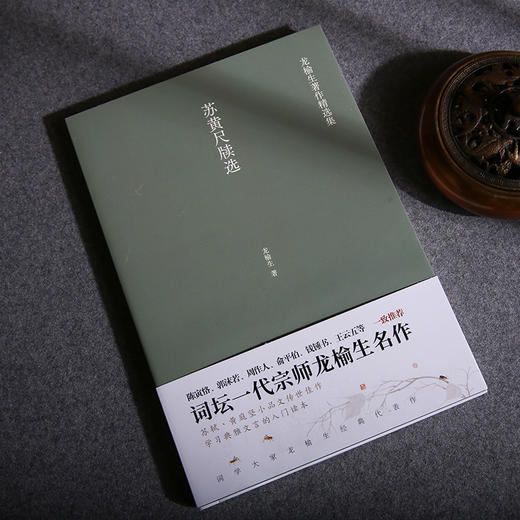 龙榆生著作精选集
苏黄尺牍选
龙榆生 著
陈寅恪、郭沫若、周作人、俞平伯、钱锺书、王云五等 一致推荐
词坛一代宗师龙榆生名作
苏轼、黄庭坚小品文传世佳作
学习典雅文言的入门读本
词学大家龙榆生经典代表作